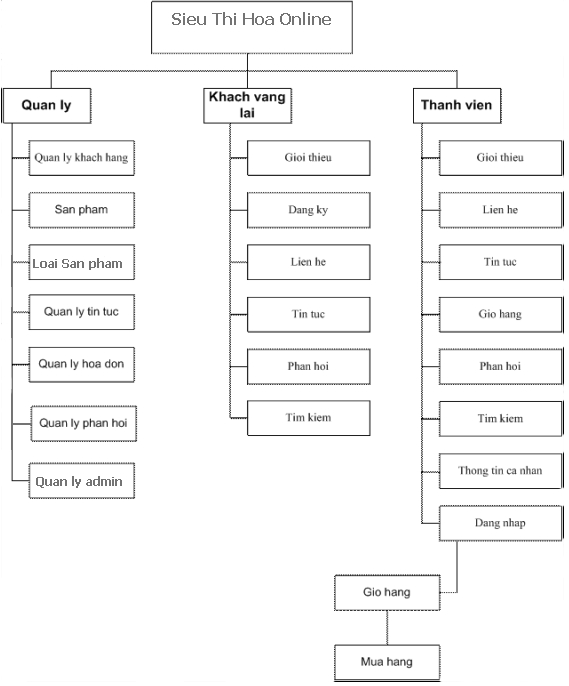 Sieu Thi Hoa Online
Quan ly
Khach vang
lai
Thanh vien
Quan ly khach hang
San pham
Loai San pham
Quan ly tin tuc
Quan ly hoa don
Quan ly phan hoi
Quan ly admin
Gioi thieu
Dang ky
Lien he
Tin tuc
Phan hoi
Tim kiem
Gioi thieu
Lien he
Tin tuc
Gio hang
Phan hoi
Tim kiem
Thong tin ca nhan
Dang nhap
Gio hang
Mua hang